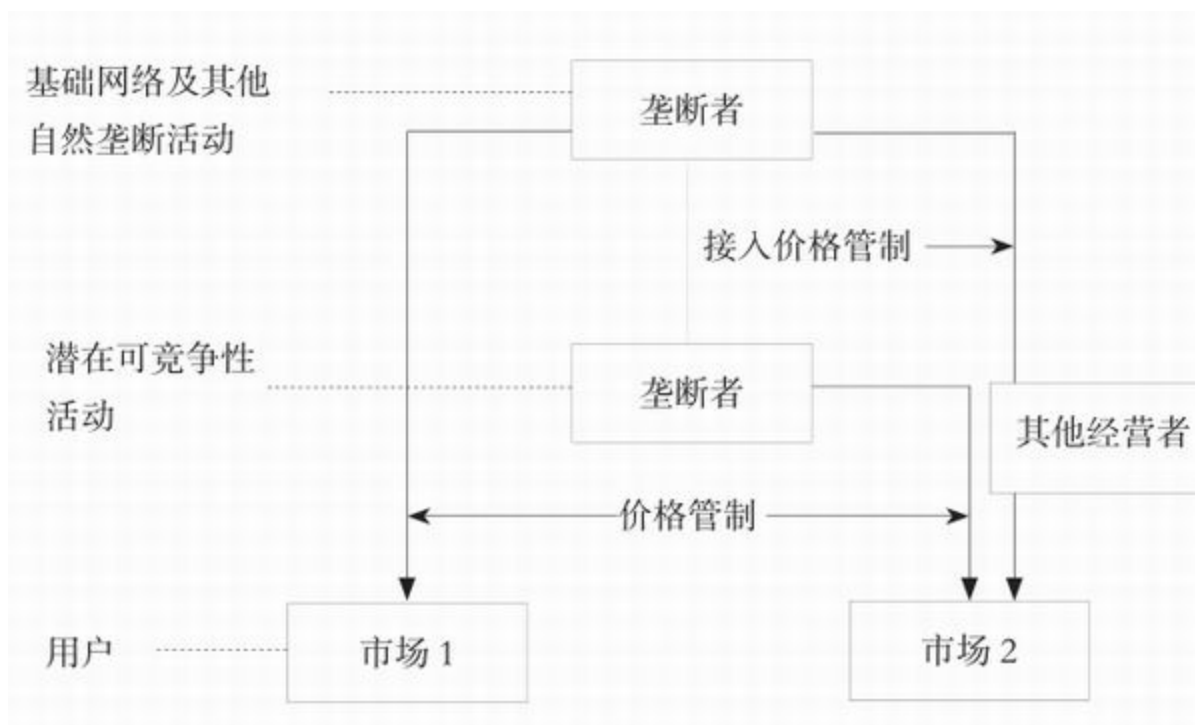 基础网络及其他
自然垄断活动
垄断者
接入价格管制
潜在可竞争性
活动
垄断者
其他经营者
价格管制
用户
市场 1
市场 2